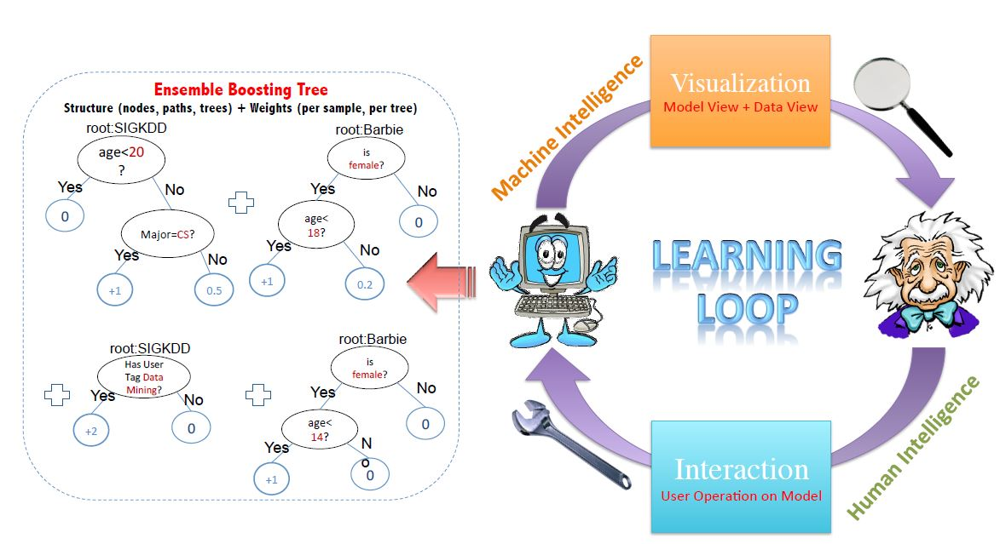 Ensemble Boosting Tree
Structure (nodes, paths, trees) + Weights (per sample, per tree)
root:SIGKDD
age<20
?
Yes
No
0
Major=CS?
Yes
No
+1
0.5
root:Barbie
is
female?
Yes
No
age<
18?
0
Yes
No
+1
0.2
root:SIGKDD
Has User
Tag Data
Mining?
Yes
No
+2
0
root:Barbie
is
female?
Yes
No
age<
14?
0
Yes
N
o
+1
0
Machine Intelligence
Visualization
Model View + Data View
LEARNING
LOOP
Interaction
User Operation on Model
Human Intelligence